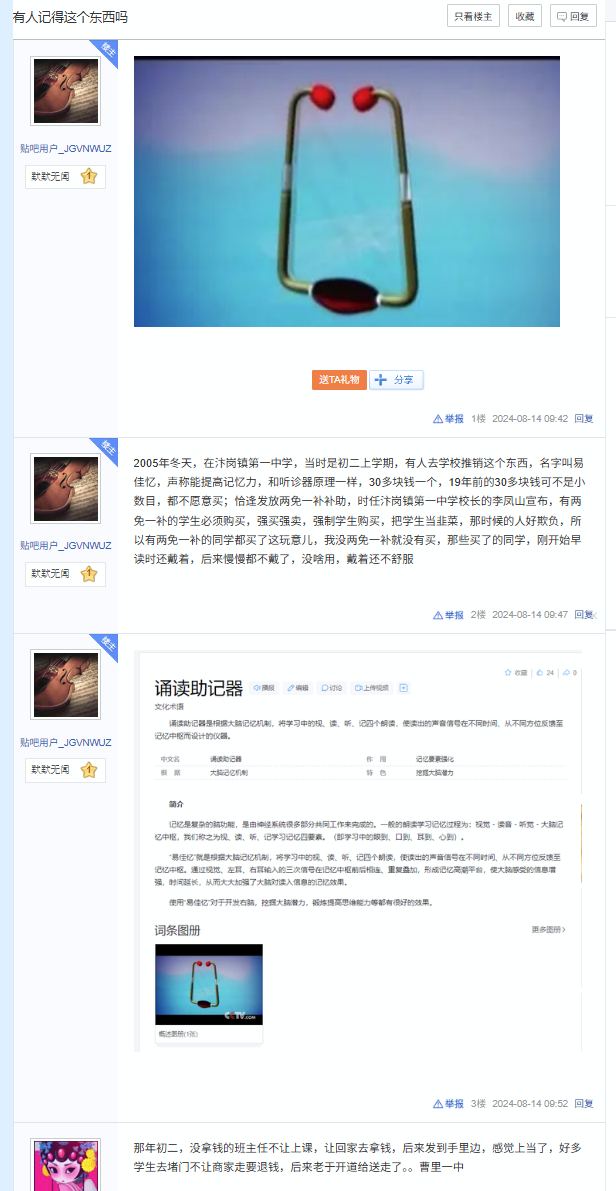 有人记得这个东西吗
只看楼主
收藏
回复
楼主
贴吧用户_JGVNWUZ
默默无闻
1
送TA礼物
分享
举报 1楼 2024-08-14 09:42 回复
楼主
2005年冬天，在汴岗镇第一中学，当时是初二上学期，有人去学校推销这个东西，名字叫易
佳忆，声称能提高记忆力，和听诊器原理一样，30多块钱一个，19年前的30多块钱可不是小
数目，都不愿意买；恰逢发放两免一补补助，时任汴岗镇第一中学校长的李凤山宣布，有两
免一补的学生必须购买，强买强卖，强制学生购买，把学生当韭菜，那时候的人好欺负，所
以有两免一补的同学都买了这玩意儿，我没两免一补就没有买，那些买了的同学，刚开始早
读时还戴着，后来慢慢都不戴了，没啥用，戴着还不舒服
贴吧用户_JGVNWUZ
默默无闻
1
举报 2楼 2024-08-14 09:47 回复
楼主
贴吧用户_JGVNWUZ
默默无闻
1
收藏 24 0
诵读助记器 播报 编辑 讨论 上传视频
文化术语
诵读助记器是根据大脑记忆机制，将学习中的视、读、听、记四个朗读，使读出的声音信号在不同时间、从不同方位反馈至
记忆中枢而设计的仪器。
中文名 诵读助记器 作 用 记忆要素强化
根 据 大脑记忆机制 特 色 挖掘大脑潜力
简介
记忆是复杂的脑功能，是由神经系统很多部分共同工作来完成的。一般的朗读学习记忆过程为：视觉 - 读音 - 听觉 - 大脑记
忆中枢，我们称之为视、读、听、记学习记忆四要素。（即学习中的眼到、口到、耳到、心到）。
“易佳忆”就是根据大脑记忆机制，将学习中的视、读、听、记四个朗读，使读出的声音信号在不同时间、从不同方位反馈至
记忆中枢。通过视觉、左耳、右耳输入的三次信号在记忆中枢前后相连、重复叠加，形成记忆高潮平台，使大脑感受的信息增
强，时间延长，从而大大加强了大脑对读入信息的记忆效果。
使用“易佳忆”对于开发右脑，挖掘大脑潜力，锻炼提高思维能力等都有很好的效果。
词条图册 更多图册
CCTV.COM
概述图册(1张)
举报 3楼 2024-08-14 09:52 回复
那年初二，没拿钱的班主任不让上课，让回家去拿钱，后来发到手里边，感觉上当了，好多
学生去堵门不让商家走要退钱，后来老于开道给送走了。。曹里一中